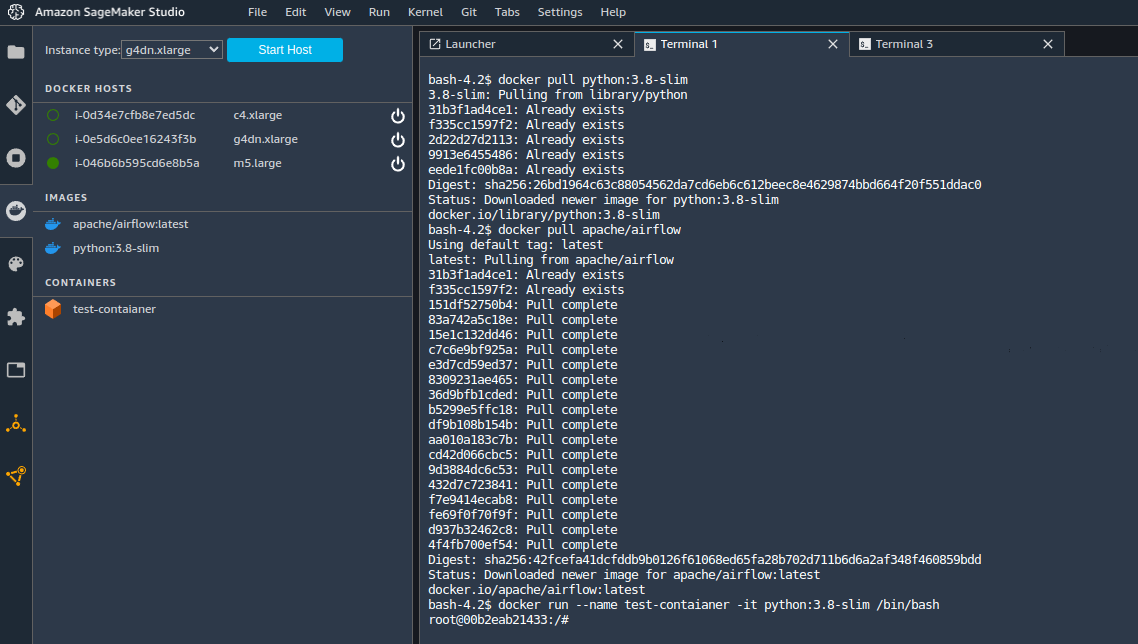 Amazon SageMaker Studio File Edit View Run Kernel Git Tabs Settings Help
Instance type: g4dn.xlarge Start Host
DOCKER HOSTS
i-0d34e7cfb8e7ed5dc c4.xlarge
i-0e5d6c0ee16243f3b g4dn.xlarge
i-046b6b595cd6e8b5a m5.large
IMAGES
apache/airflow:latest
python:3.8-slim
CONTAINERS
test-contaianer
Launcher Terminal 1 Terminal 3
bash-4.2$ docker pull python:3.8-slim
3.8-slim: Pulling from library/python
31b3f1ad4ce1: Already exists
f335cc1597f2: Already exists
2d22d27d2113: Already exists
9913e6455486: Already exists
eede1fc00b8a: Already exists
Digest: sha256:26bd1964c63c88054562da7cd6eb6c612beec8e4629874bbd664f20f551ddac0
Status: Downloaded newer image for python:3.8-slim
docker.io/library/python:3.8-slim
bash-4.2$ docker pull apache/airflow
Using default tag: latest
latest: Pulling from apache/airflow
31b3f1ad4ce1: Already exists
f335cc1597f2: Already exists
151df52750b4: Pull complete
83a742a5c18e: Pull complete
15e1c132dd46: Pull complete
c7c6e9bf925a: Pull complete
e3d7cd59ed37: Pull complete
8309231ae465: Pull complete
36d9bfb1cded: Pull complete
b5299e5ffc18: Pull complete
df9b108b154b: Pull complete
aa010a183c7b: Pull complete
cd42d066cbc5: Pull complete
9d3884dc6c53: Pull complete
432d7c723841: Pull complete
f7e9414ecab8: Pull complete
fe69f0f70f9f: Pull complete
d937b32462c8: Pull complete
4f4fb700ef54: Pull complete
Digest: sha256:42fcefa41dcfddb9b0126f61068ed65fa28b702d711b6d6a2af348f460859bdd
Status: Downloaded newer image for apache/airflow:latest
docker.io/apache/airflow:latest
bash-4.2$ docker run --name test-contaianer -it python:3.8-slim /bin/bash
root@00b2eab21433:/#